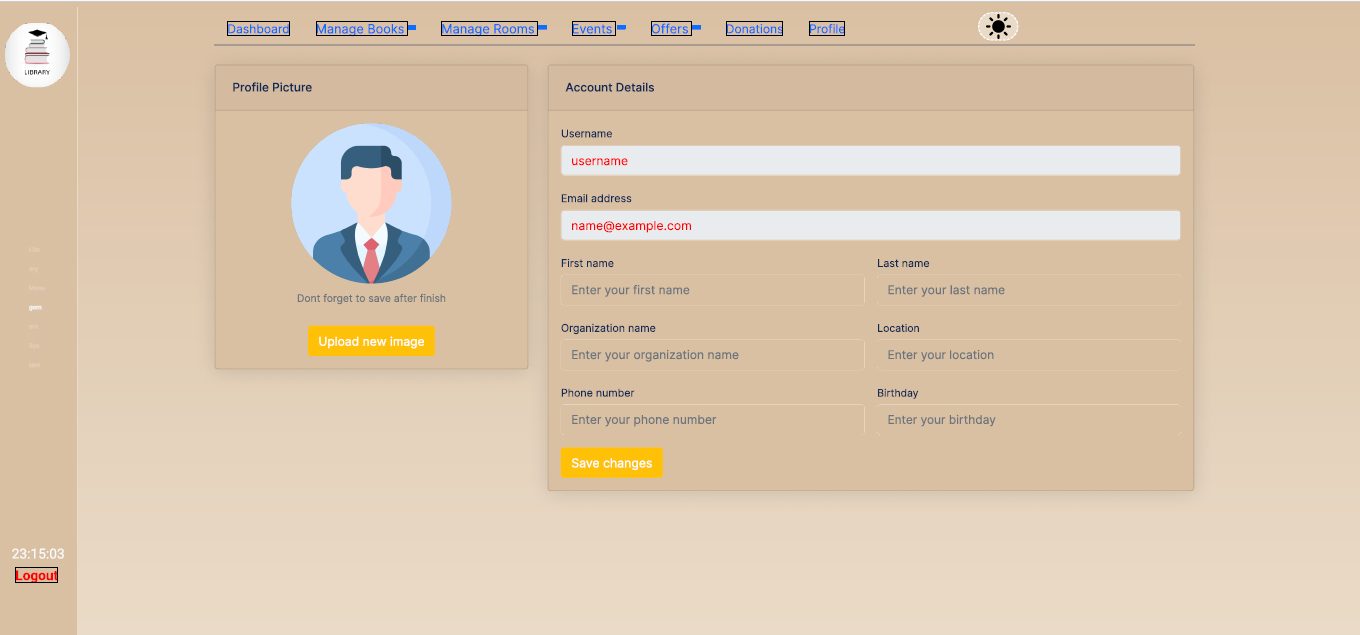 Dashboard Manage Books Manage Rooms Events Offers Donations Profile
LIBRARY
Profile Picture
Dont forget to save after finish
Upload new image
Account Details
Username
username
Email address
name@example.com
First name Last name
Enter your first name Enter your last name
Organization name Location
Enter your organization name Enter your location
Phone number Birthday
Enter your phone number Enter your birthday
Save changes
23:15:03
Logout